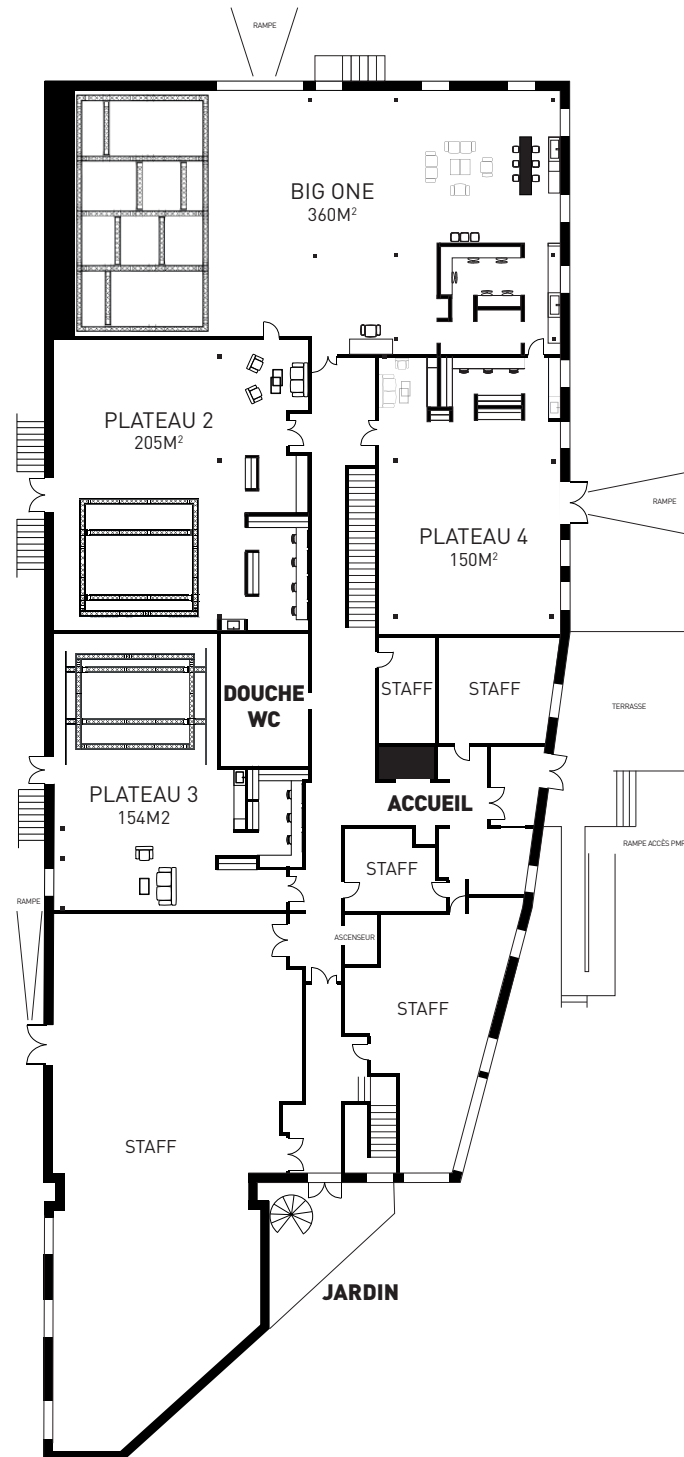 RAMPE
BIG ONE
360M²
PLATEAU 2
205M²
RAMPE
PLATEAU 4
150M²
STAFF
STAFF
DOUCHE
WC
TERRASSE
PLATEAU 3
154M2
ACCUEIL
RAMPE ACCÈS PMR
STAFF
RAMPE
ASCENSEUR
STAFF
STAFF
JARDIN